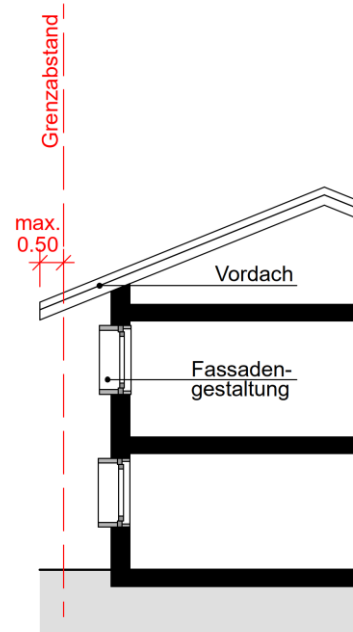 Grenzabstand
max.
0.50
Vordach
Fassaden-
gestaltung